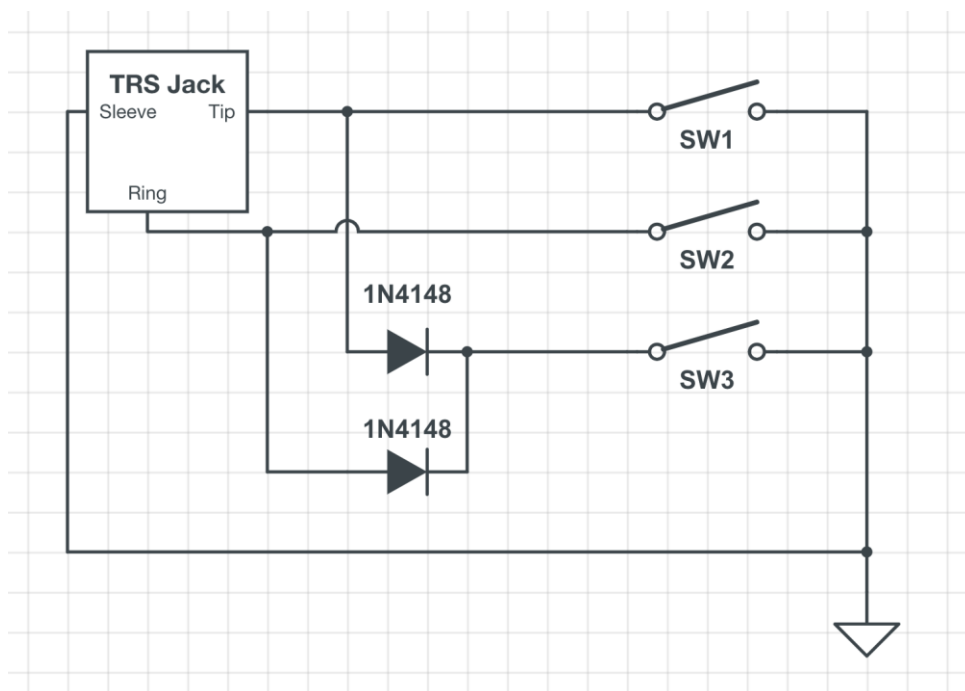 TRS Jack
Sleeve Tip
Ring
SW1
SW2
1N4148
SW3
1N4148